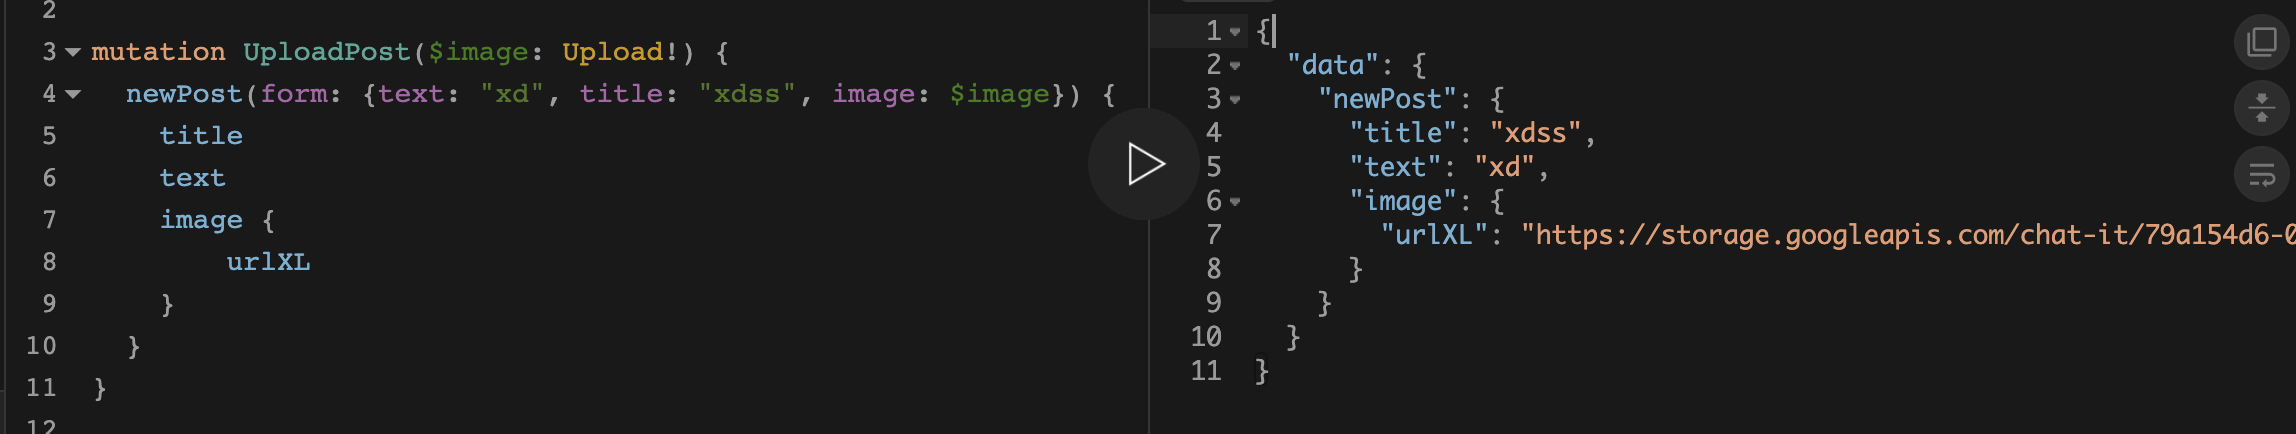 2
3 mutation UploadPost($image: Upload!) {
4 newPost(form: {text: "xd", title: "xdss", image: $image}) {
5 title
6 text
7 image {
8 urlXL
9 }
10 }
11 }
12
1 {
2 "data": {
3 "newPost": {
4 "title": "xdss",
5 "text": "xd",
6 "image": {
7 "urlXL": "https://storage.googleapis.com/chat-it/79a154d6-0
8 }
9 }
10 }
11 }